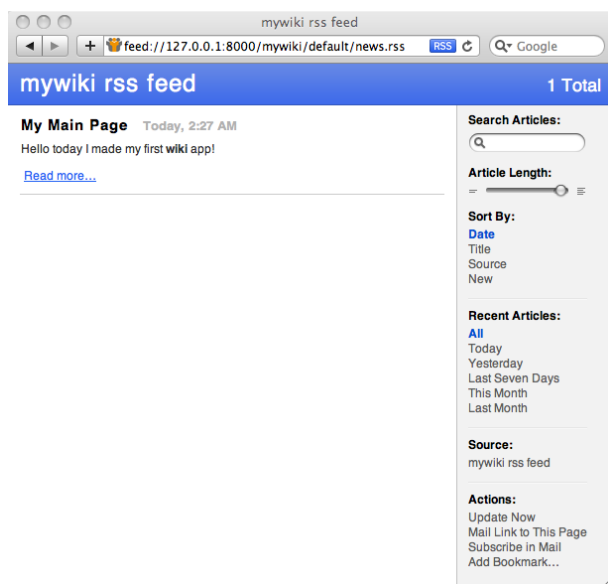 mywiki rss feed
feed://127.0.0.1:8000/mywiki/default/news.rss
RSS
Google
mywiki rss feed
1 Total
My Main Page Today, 2:27 AM
Hello today I made my first wiki app!
Read more...
Search Articles:
Article Length:
Sort By:
Date
Title
Source
New
Recent Articles:
All
Today
Yesterday
Last Seven Days
This Month
Last Month
Source:
mywiki rss feed
Actions:
Update Now
Mail Link to This Page
Subscribe in Mail
Add Bookmark...